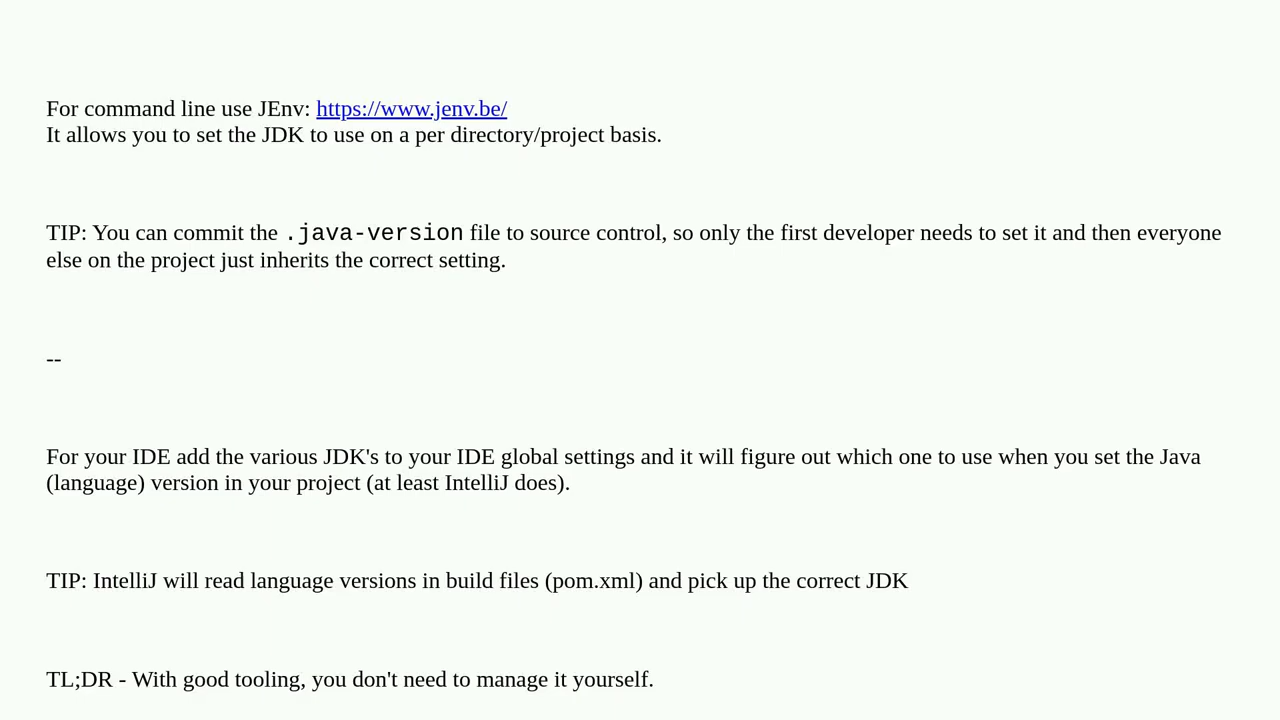 For command line use JEnv: https://www.jenv.be/
It allows you to set the JDK to use on a per directory/project basis.
TIP: You can commit the .java-version file to source control, so only the first developer needs to set it and then everyone
else on the project just inherits the correct setting.
--
For your IDE add the various JDK's to your IDE global settings and it will figure out which one to use when you set the Java
(language) version in your project (at least IntelliJ does).
TIP: IntelliJ will read language versions in build files (pom.xml) and pick up the correct JDK
TL;DR - With good tooling, you don't need to manage it yourself.